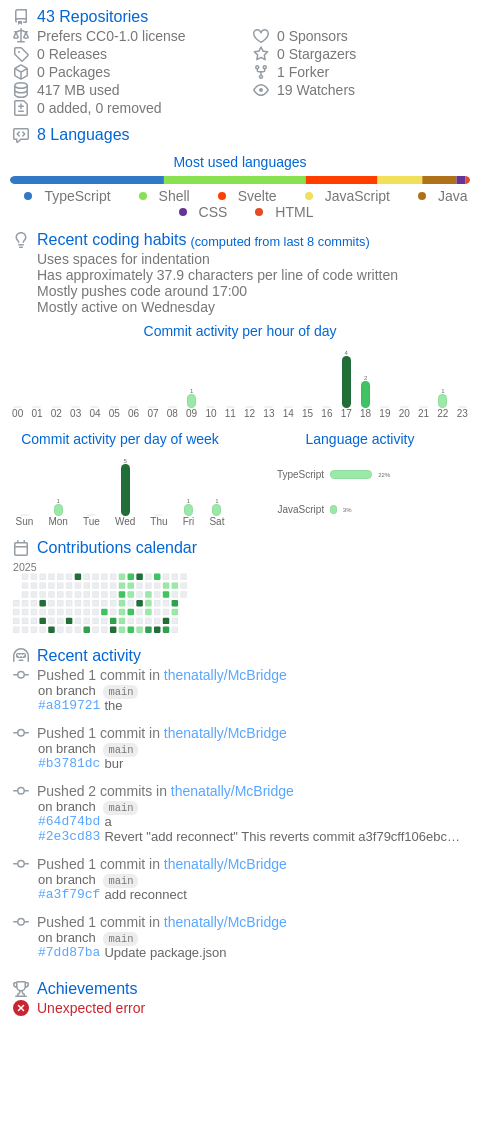 43 Repositories
Prefers CC0-1.0 license
0 Sponsors
0 Releases
0 Stargazers
0 Packages
1 Forker
417 MB used
19 Watchers
0 added, 0 removed
8 Languages
Most used languages
TypeScript Shell Svelte JavaScript Java
CSS HTML
Recent coding habits (computed from last 8 commits)
Uses spaces for indentation
Has approximately 37.9 characters per line of code written
Mostly pushes code around 17:00
Mostly active on Wednesday
Commit activity per hour of day
1 4 2 1
00 01 02 03 04 05 06 07 08 09 10 11 12 13 14 15 16 17 18 19 20 21 22 23
Commit activity per day of week
1 5 1 1
Sun Mon Tue Wed Thu Fri Sat
Language activity
TypeScript 22%
JavaScript 3%
Contributions calendar
2025
Recent activity
Pushed 1 commit in thenatally/McBridge
on branch main
#a819721 the
Pushed 1 commit in thenatally/McBridge
on branch main
#b3781dc bur
Pushed 2 commits in thenatally/McBridge
on branch main
#64d74bd a
#2e3cd83 Revert "add reconnect" This reverts commit a3f79cff106ebc…
Pushed 1 commit in thenatally/McBridge
on branch main
#a3f79cf add reconnect
Pushed 1 commit in thenatally/McBridge
on branch main
#7dd87ba Update package.json
Achievements
Unexpected error